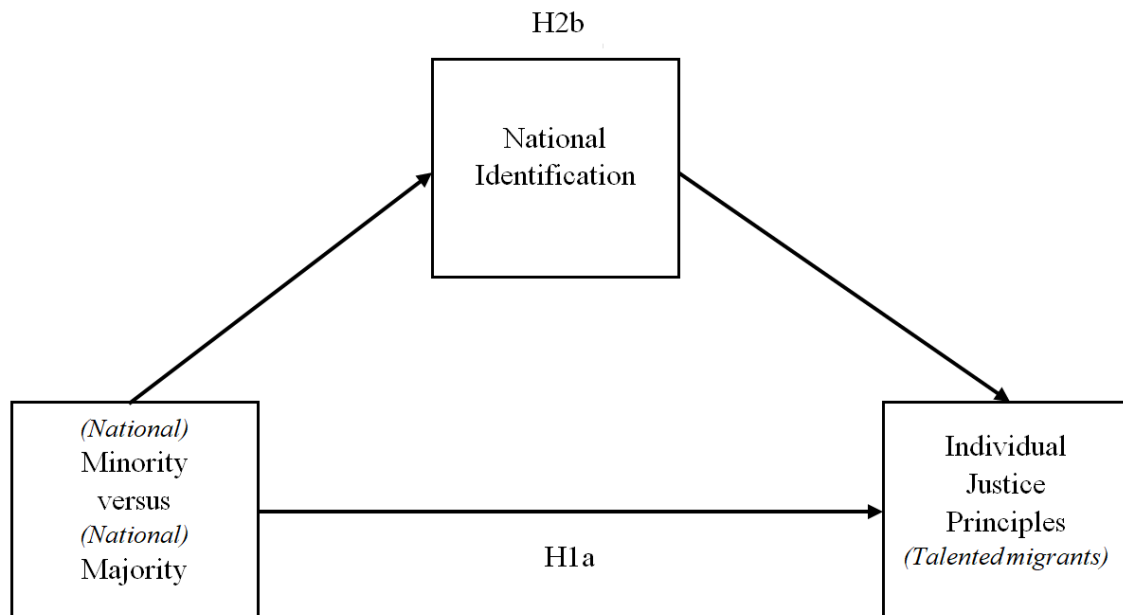 H2b
National
Identification
(National)
Minority
versus
(National)
Majority
H1a
Individual
Justice
Principles
(Talented migrants)